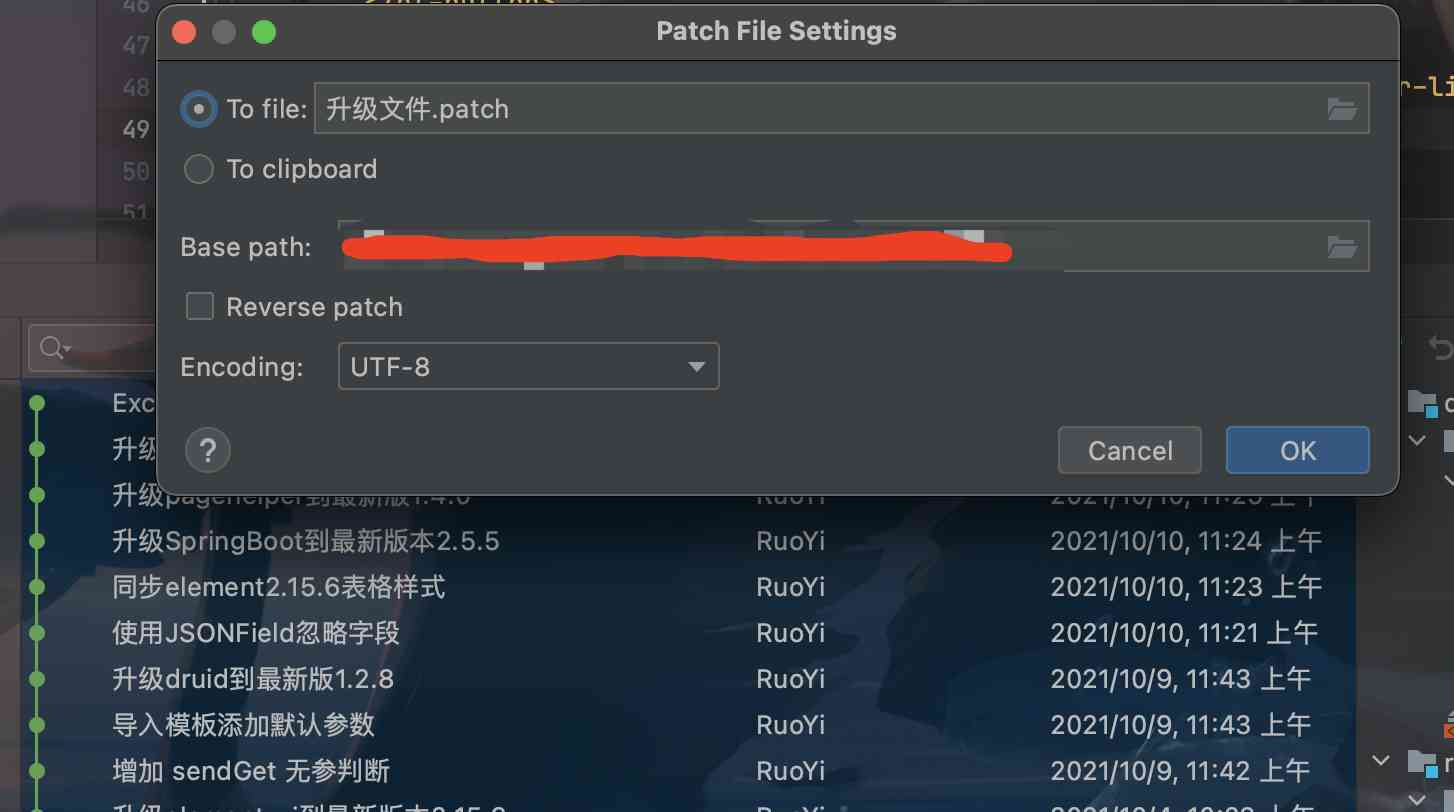 46
47
Patch File Settings
48
To file: 升级文件.patch
r-li
49
50
To clipboard
51
Base path:
Reverse patch
Encoding: UTF-8
Exc
升级
? Cancel OK
升级pagehelper到最新版1.4.0 RuoYi 2021/10/10, 11:25 上午
升级SpringBoot到最新版本2.5.5 RuoYi 2021/10/10, 11:24 上午
同步element2.15.6表格样式 RuoYi 2021/10/10, 11:23 上午
使用JSONField忽略字段 RuoYi 2021/10/10, 11:21 上午
升级druid到最新版1.2.8 RuoYi 2021/10/9, 11:43 上午
导入模板添加默认参数 RuoYi 2021/10/9, 11:43 上午
增加 sendGet 无参判断 RuoYi 2021/10/9, 11:42 上午